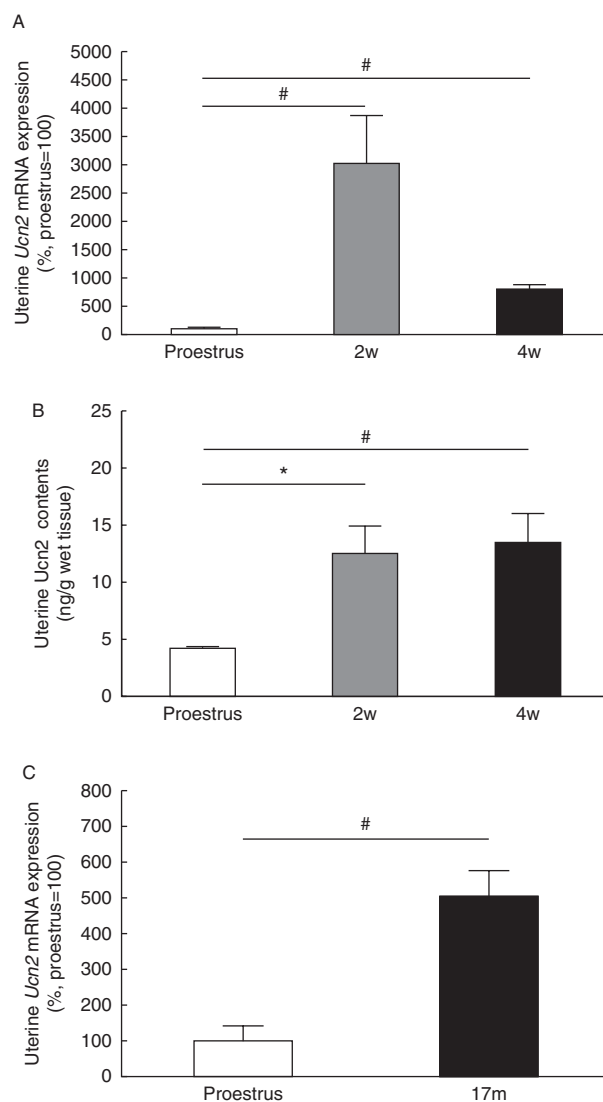 A
Uterine Ucn2 mRNA expression
(%, proestrus=100)
5000
4500
4000
3500
3000
2500
2000
1500
1000
500
0
#
#
Proestrus 2w 4w
B
Uterine Ucn2 contents
(ng/g wet tissue)
25
20
15
10
5
0
#
*
Proestrus 2w 4w
C
Uterine Ucn2 mRNA expression
(%, proestrus=100)
800
700
600
500
400
300
200
100
0
#
Proestrus 17m